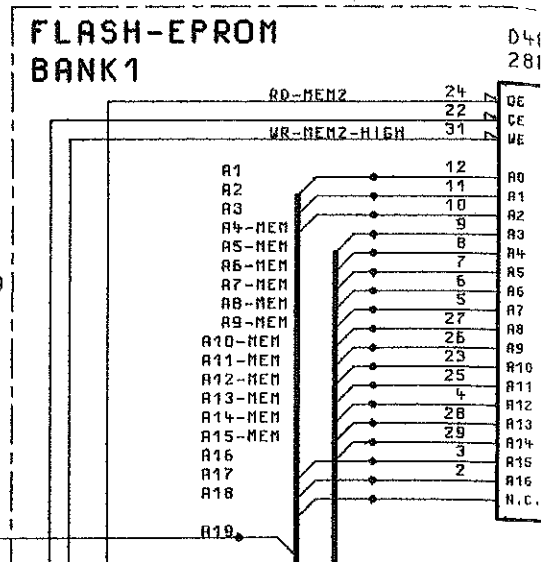 FLASH-EPROM
BANK1
D4
28
RD-MEM2 24 OE
22 CE
WR-MEM2-HIGH 31 WE
A1 12 A0
A2 11 A1
A3 10 A2
A4-MEM 9 A3
A5-MEM 8 A4
A6-MEM 7 A5
A7-MEM 6 A6
A8-MEM 5 A7
A9-MEM 27 A8
A10-MEM 26 A9
A11-MEM 23 A10
A12-MEM 25 A11
A13-MEM 4 A12
A14-MEM 28 A13
A15-MEM 29 A14
A16 3 A15
A17 2 A16
A18 N.C.
A19